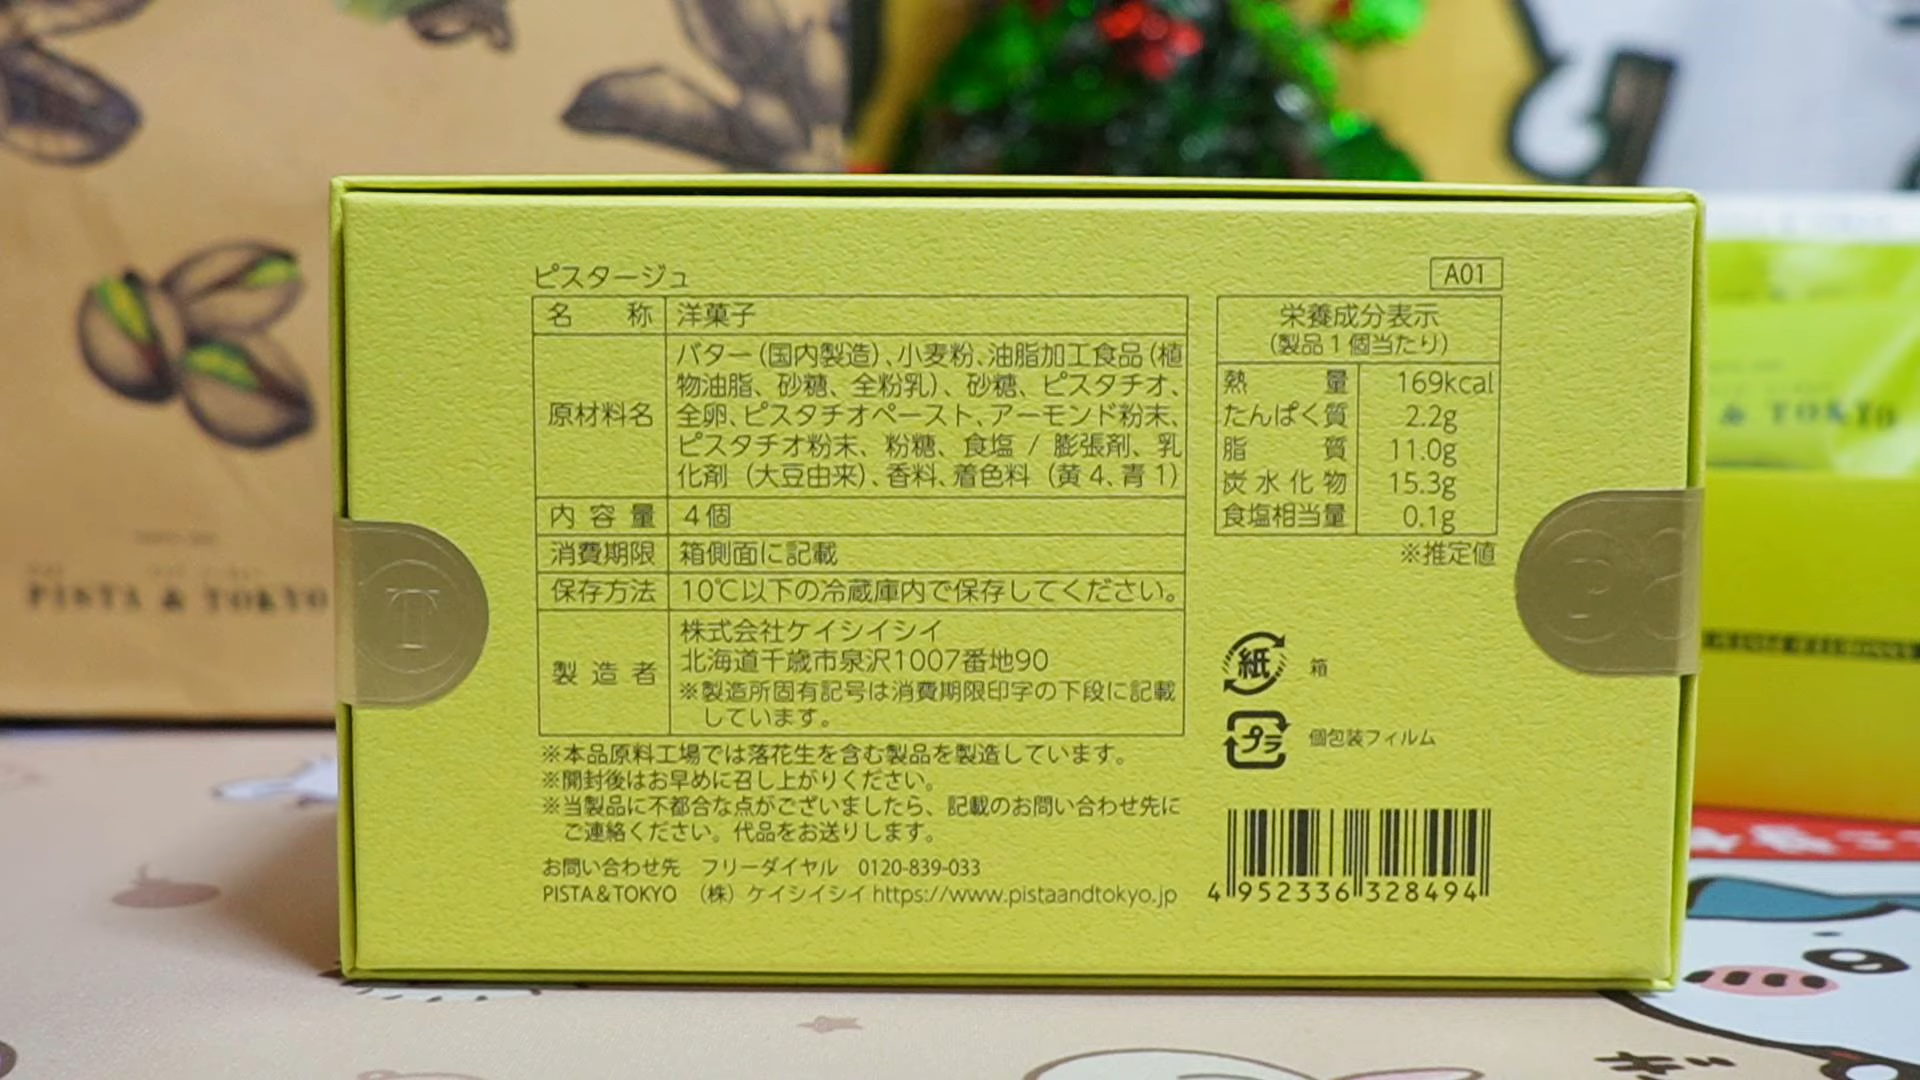 ピスタージュ
A01
名 称 洋菓子
原材料名 バター(国内製造)、小麦粉、油脂加工食品(植
物油脂、砂糖、全粉乳)、砂糖、ピスタチオ、
全卵、ピスタチオペースト、アーモンド粉末、
ピスタチオ粉末、粉糖、食塩 / 膨張剤、乳
化剤(大豆由来)、香料、着色料(黄4、青1)
内容量 4個
消費期限 箱側面に記載
保存方法 10℃以下の冷蔵庫内で保存してください。
製造者 株式会社ケイシイシイ
北海道千歳市泉沢1007番地90
※製造所固有記号は消費期限印字の下段に記載
しています。
※本品原料工場では落花生を含む製品を製造しています。
※開封後はお早めに召し上がりください。
※当製品に不都合な点がございましたら、記載のお問い合わせ先に
ご連絡ください。代品をお送りします。
お問い合わせ先 フリーダイヤル 0120-839-033
PISTA&TOKYO (株)ケイシイシイ https://www.pistaandtokyo.jp
栄養成分表示
(製品1個当たり)
熱量 169kcal
たんぱく質 2.2g
脂質 11.0g
炭水化物 15.3g
食塩相当量 0.1g
※推定値
紙 箱
プラ 個包装フィルム
4 952336 328494
T
PISTA & TOKYO
& TOKYO